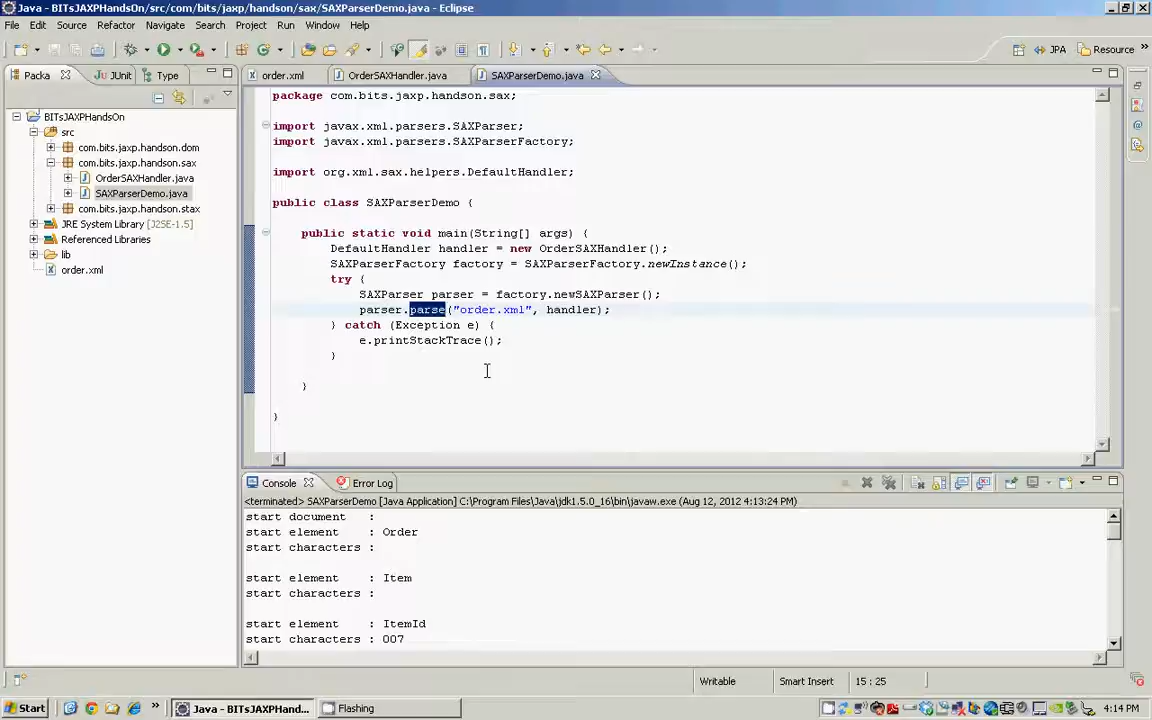 Java - BITsJAXPHandsOn/src/com/bits/jaxp/handson/sax/SAXParserDemo.java - Eclipse
File Edit Source Refactor Navigate Search Project Run Window Help
JPA Resource »
Packa JUnit Type
order.xml OrderSAXHandler.java SAXParserDemo.java
BITsJAXPHandsOn
src
com.bits.jaxp.handson.dom
com.bits.jaxp.handson.sax
OrderSAXHandler.java
SAXParserDemo.java
com.bits.jaxp.handson.stax
JRE System Library [J2SE-1.5]
Referenced Libraries
lib
order.xml
package com.bits.jaxp.handson.sax;
import javax.xml.parsers.SAXParser;
import javax.xml.parsers.SAXParserFactory;
import org.xml.sax.helpers.DefaultHandler;
public class SAXParserDemo {
public static void main(String[] args) {
DefaultHandler handler = new OrderSAXHandler();
SAXParserFactory factory = SAXParserFactory.newInstance();
try {
SAXParser parser = factory.newSAXParser();
parser.parse("order.xml", handler);
} catch (Exception e) {
e.printStackTrace();
}
}
}
Console Error Log
<terminated> SAXParserDemo [Java Application] C:\Program Files\Java\jdk1.5.0_16\bin\javaw.exe (Aug 12, 2012 4:13:24 PM)
start document :
start element : Order
start characters :
start element : Item
start characters :
start element : ItemId
start characters : 007
Writable Smart Insert 15 : 25
Start » Java - BITsJAXPHand... Flashing 4:14 PM